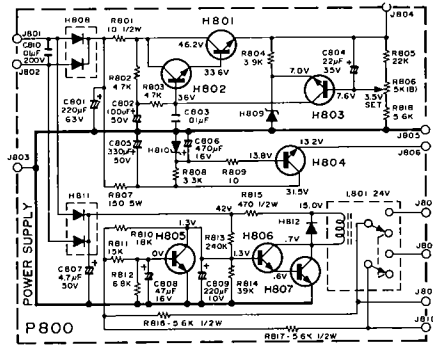 H808
R801
10 1/2W
H801
J804
J801
C810
.01µF
200V
J802
46.2V
33.6V
R804
3.9K
C804
22µF
35V
R805
22K
R802
4.7K
R803
4.7K
H802
36V
7.0V
7.6V
R806
5K(B)
3.5V
SET
C801
220µF
63V
C802
100µF
50V
C803
.01µF
H809
H803
R818
5.6K
J805
C805
330µF
50V
H810
C806
470µF
16V
13.2V
J806
J803
13.8V
H804
R808
3.3K
R809
10
31.5V
H811
R807
150 5W
R815
470 1/2W
L801 24V
42V
15.0V
H812
J80
POWER SUPPLY
R810
18K
1.3V
R811
15K
H805
0V
R813
240K
H806
1.3V
.7V
J80
C807
4.7µF
50V
R812
6.8K
C808
47µF
16V
C809
220µF
10V
R814
39K
.6V
H807
J80
P800
R816-5.6K 1/2W
R817-5.6K 1/2W
J810